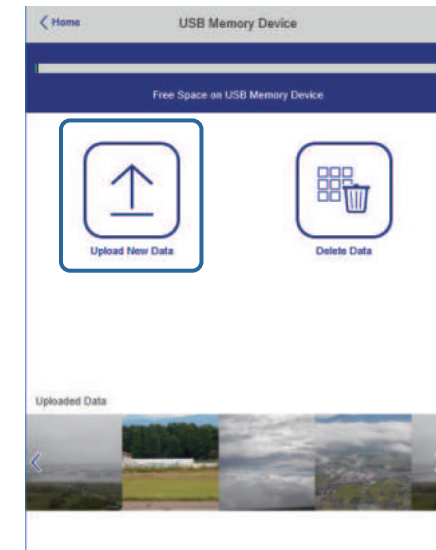 Home
USB Memory Device
Free Space on USB Memory Device
Upload New Data
Delete Data
Uploaded Data